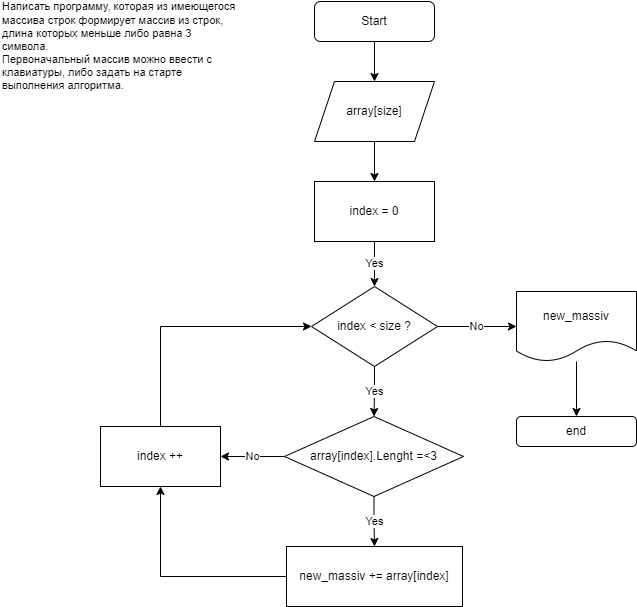 Написать программу, которая из имеющегося
массива строк формирует массив из строк,
длина которых меньше либо равна 3
символа.
Первоначальный массив можно ввести с
клавиатуры, либо задать на старте
выполнения алгоритма.
Start
array[size]
index = 0
Yes
index < size ?
No
new_massiv
Yes
end
array[index].Lenght =<3
No
index ++
Yes
new_massiv += array[index]